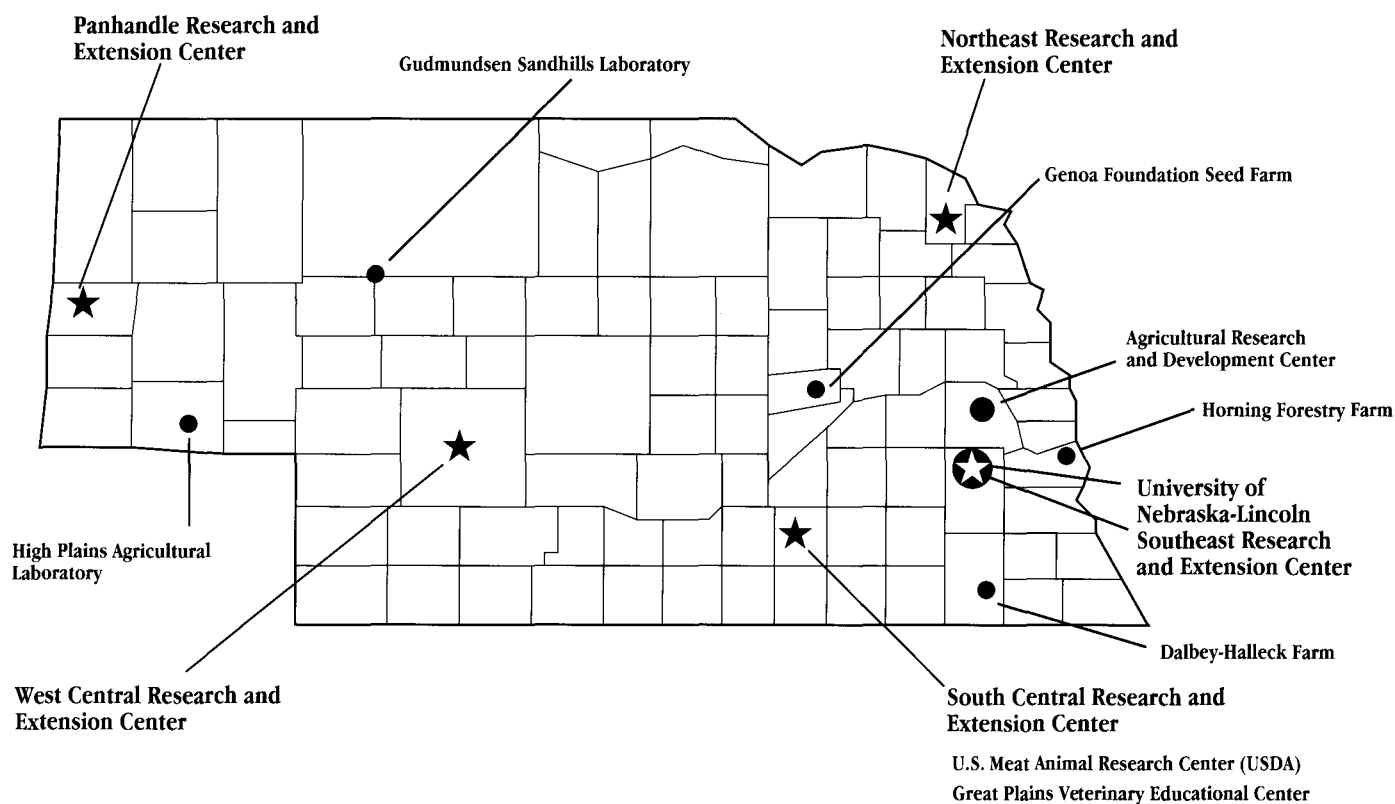 Panhandle Research and
Extension Center
Gudmundsen Sandhills Laboratory
Northeast Research and
Extension Center
Genoa Foundation Seed Farm
Agricultural Research
and Development Center
Horning Forestry Farm
University of
Nebraska-Lincoln
Southeast Research
and Extension Center
High Plains Agricultural
Laboratory
Dalbey-Halleck Farm
West Central Research and
Extension Center
South Central Research and
Extension Center
U.S. Meat Animal Research Center (USDA)
Great Plains Veterinary Educational Center